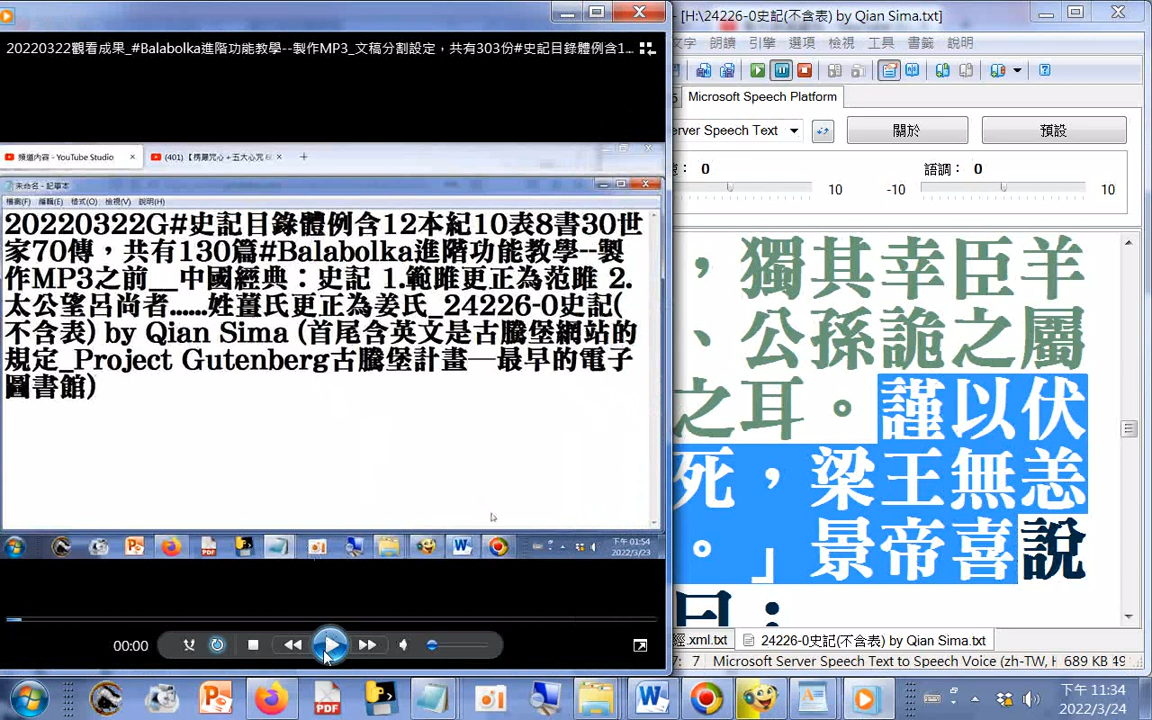 20220322觀看成果_#Balabolka進階功能教學--製作MP3_文稿分割設定，共有303份#史記目錄體例含1...
頻道內容 - YouTube Studio
(401)【楞嚴咒心＋五大心咒
未命名 - 記事本
檔案(F) 編輯(E) 格式(O) 檢視(V) 說明(H)
20220322G#史記目錄體例含12本紀10表8書30世
家70傳，共有130篇#Balabolka進階功能教學--製
作MP3之前__中國經典：史記 1.範雎更正為范雎 2.
太公望呂尚者......姓薑氏更正為姜氏_24226-0史記(
不含表) by Qian Sima (首尾含英文是古騰堡網站的
規定_Project Gutenberg古騰堡計畫─最早的電子
圖書館)
下午 01:54
2022/3/23
00:00
- [H:\24226-0史記(不含表) by Qian Sima.txt]
文字 朗讀 引擎 選項 檢視 工具 書籤 說明
5
Microsoft Speech Platform
erver Speech Text
關於
預設
0
10
語調： 0
-10
10
，獨其幸臣羊
、公孫詭之屬
之耳。謹以伏
死，梁王無恙
。」景帝喜說
曰：
經.xml.txt
24226-0史記(不含表) by Qian Sima.txt
7: 7
Microsoft Server Speech Text to Speech Voice (zh-TW, H
689 KB
PDF
下午 11:34
2022/3/24